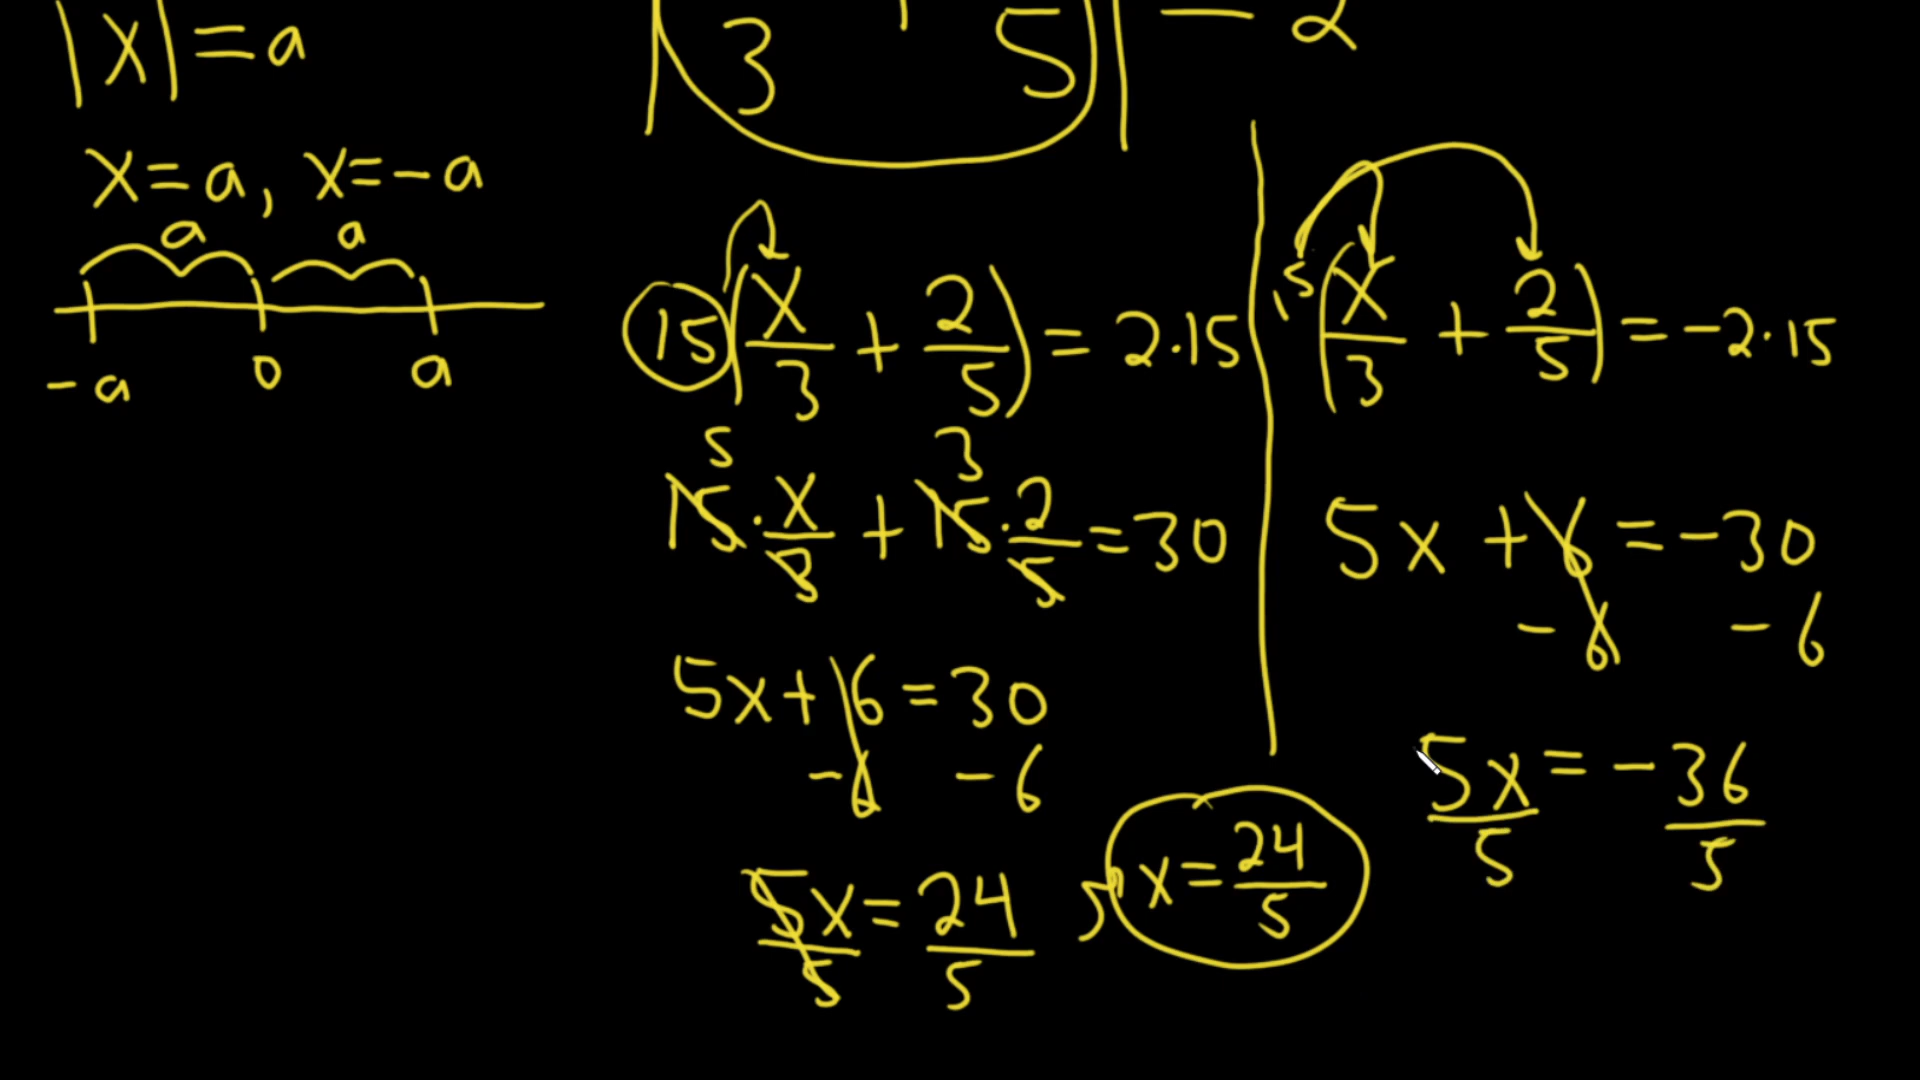 |x| = a
x = a, x = -a
a a
-a 0 a
3 5 = 2
15(x/3 + 2/5) = 2·15
5 3
15·x/3 + 15·2/5 = 30
5x + 6 = 30
-6 -6
5x/5 = 24/5
x = 24/5
15(x/3 + 2/5) = -2·15
5x + 6 = -30
-6 -6
5x/5 = -36/5